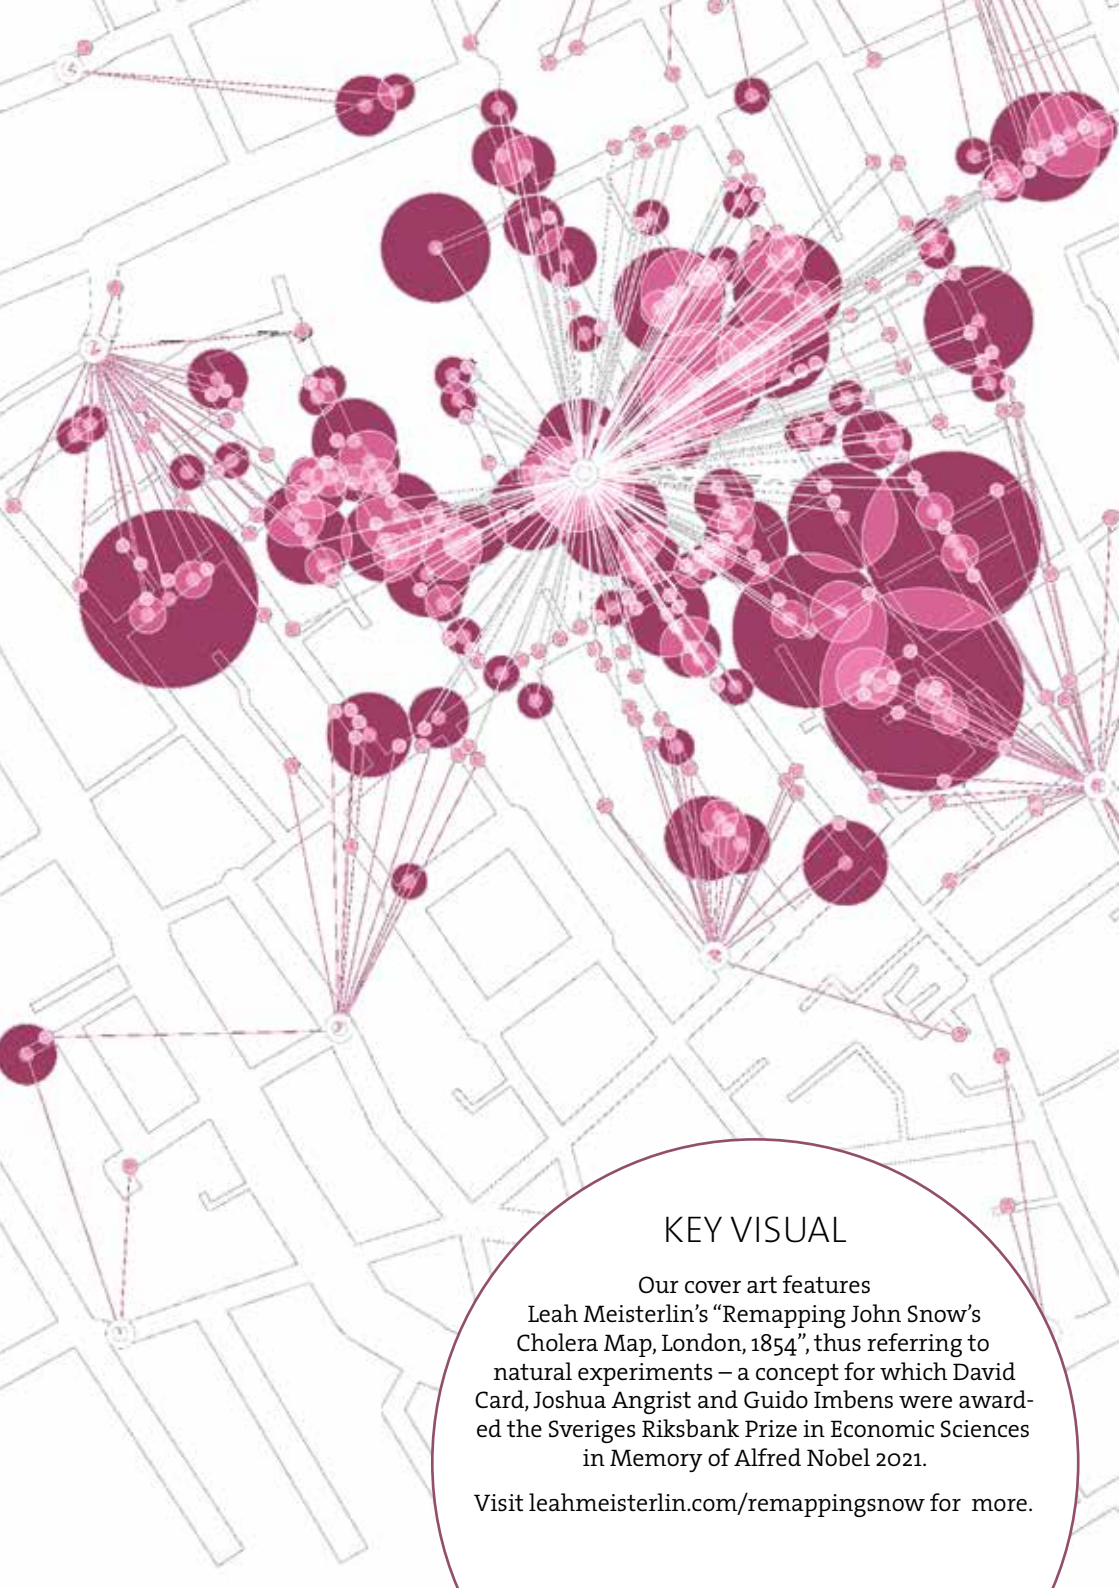 KEY VISUAL
Our cover art features
Leah Meisterlin’s “Remapping John Snow’s
Cholera Map, London, 1854”, thus referring to
natural experiments – a concept for which David
Card, Joshua Angrist and Guido Imbens were award-
ed the Sveriges Riksbank Prize in Economic Sciences
in Memory of Alfred Nobel 2021.
Visit leahmeisterlin.com/remappingsnow for more.